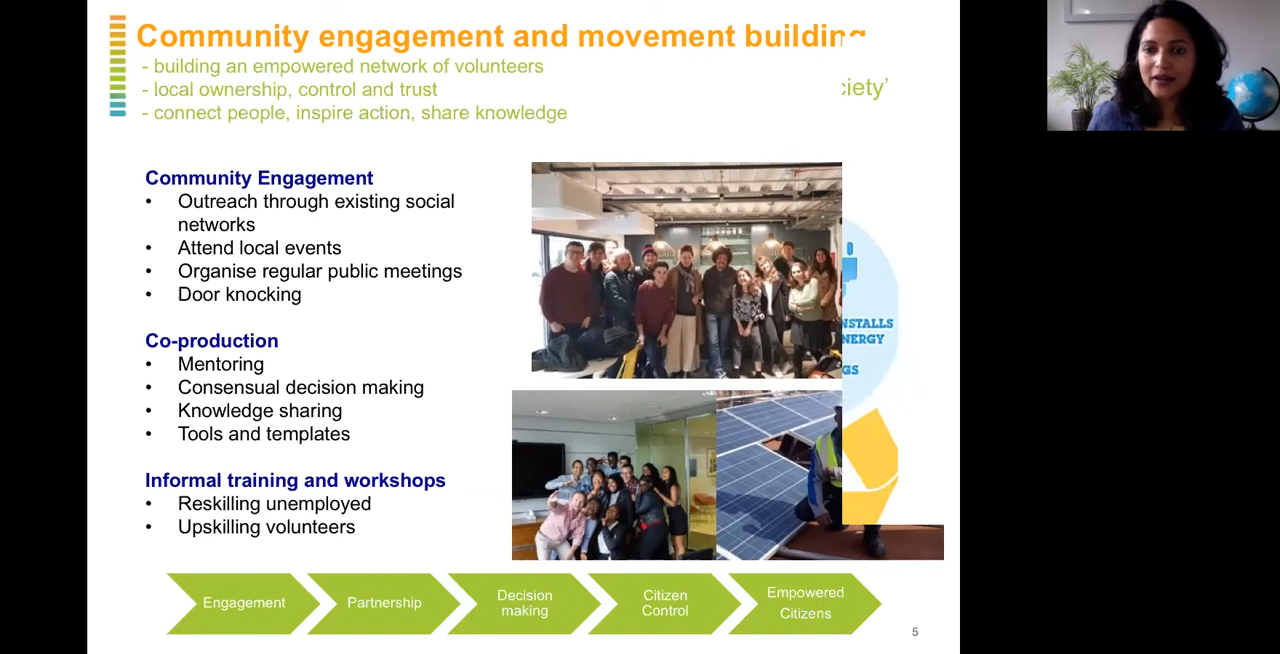 Community engagement and movement building
- building an empowered network of volunteers
- local ownership, control and trust
ciety’
- connect people, inspire action, share knowledge
Community Engagement
• Outreach through existing social
networks
• Attend local events
• Organise regular public meetings
• Door knocking
Co-production
• Mentoring
• Consensual decision making
• Knowledge sharing
• Tools and templates
Informal training and workshops
• Reskilling unemployed
• Upskilling volunteers
NSTALLS
NERGY
GS
Engagement
Partnership
Decision
making
Citizen
Control
Empowered
Citizens
5